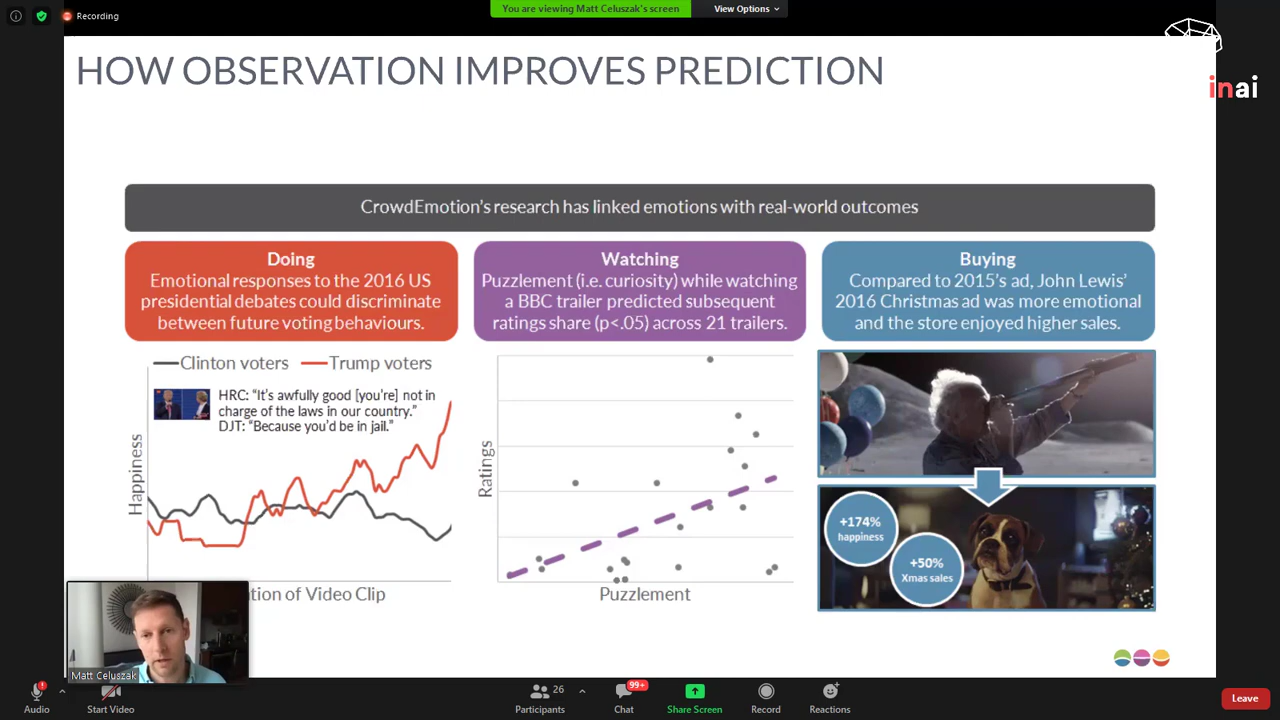 Recording
You are viewing Matt Celuszak's screen
View Options
HOW OBSERVATION IMPROVES PREDICTION
inai
CrowdEmotion's research has linked emotions with real-world outcomes
Doing
Emotional responses to the 2016 US
presidential debates could discriminate
between future voting behaviours.
Watching
Puzzlement (i.e. curiosity) while watching
a BBC trailer predicted subsequent
ratings share (p<.05) across 21 trailers.
Buying
Compared to 2015's ad, John Lewis'
2016 Christmas ad was more emotional
and the store enjoyed higher sales.
Clinton voters
Trump voters
HRC: "It's awfully good [you're] not in
charge of the laws in our country."
DJT: "Because you'd be in jail."
Happiness
tion of Video Clip
Ratings
Puzzlement
+174%
happiness
+50%
Xmas sales
Matt Celuszak
Audio
Start Video
26
Participants
99+
Chat
Share Screen
Record
Reactions
Leave